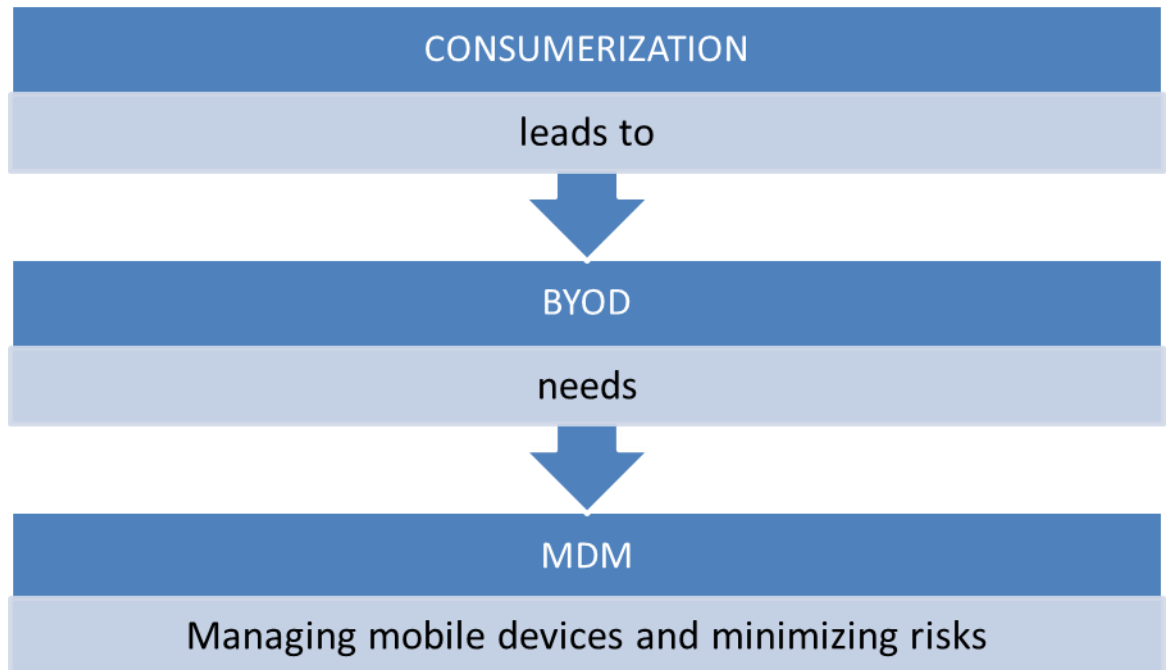 CONSUMERIZATION
leads to
BYOD
needs
MDM
Managing mobile devices and minimizing risks